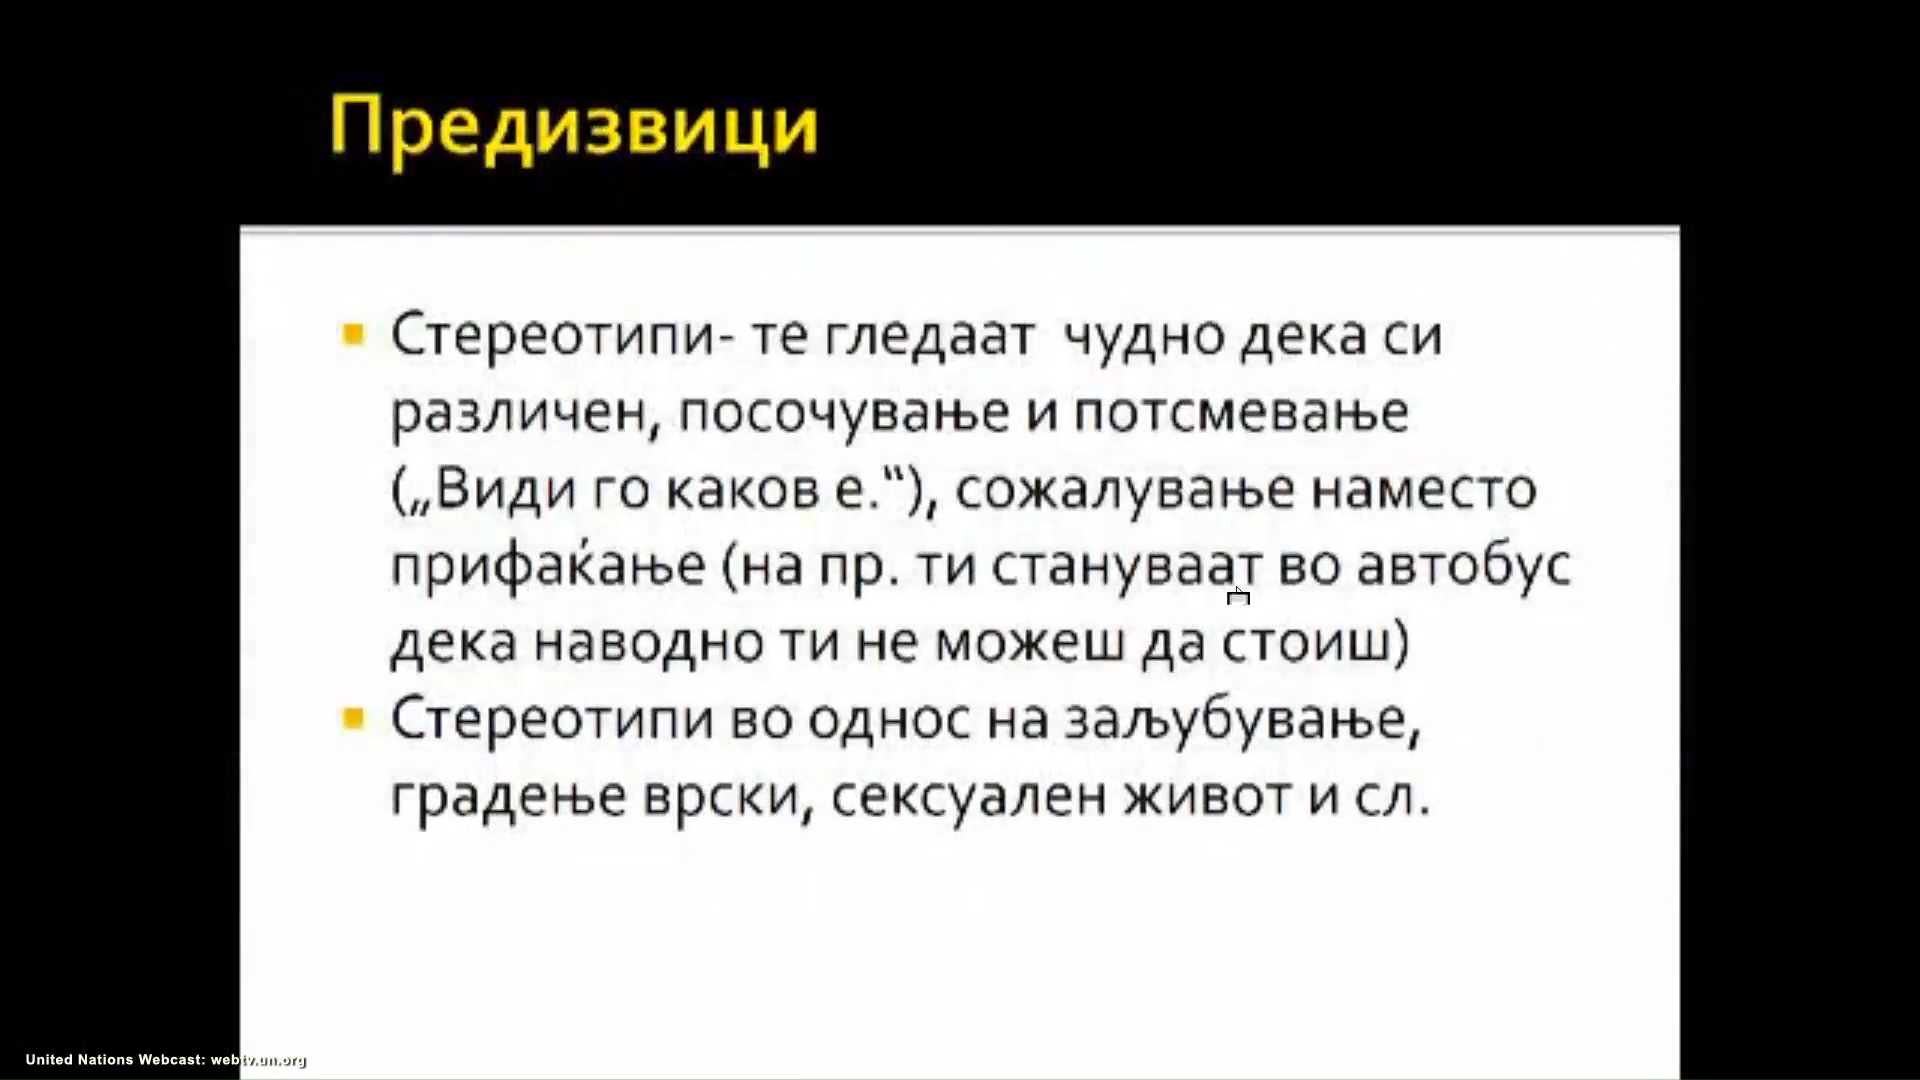 Предизвици
Стереотипи- те гледаат чудно дека си
различен, посочување и потсмевање
(„Види го каков е.“), сожалување наместо
прифаќање (на пр. ти стануваат во автобус
дека наводно ти не можеш да стоиш)
Стереотипи во однос на заљубување,
градење врски, сексуален живот и сл.
United Nations Webcast: webtv.un.org